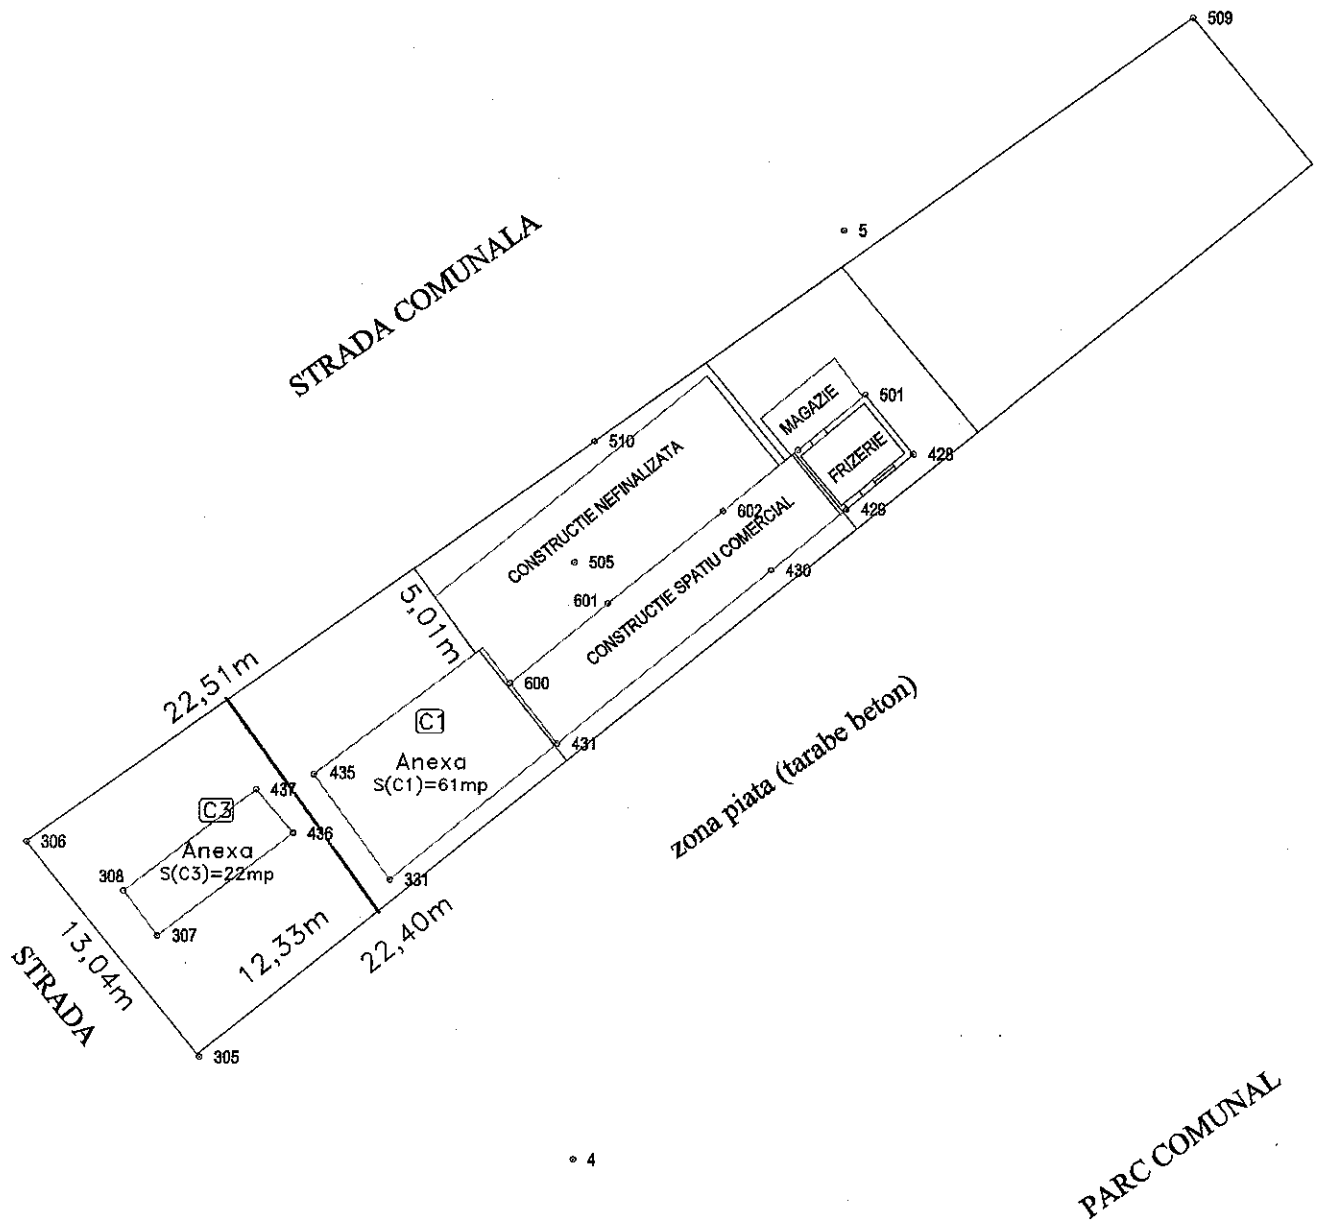 509
STRADA COMUNALA
5
MAGAZIE
501
FRIZERIE
428
429
510
CONSTRUCTIE NEFINALIZATA
602
CONSTRUCTIE SPATIU COMERCIAL
430
505
601
5,01m
600
22,51m
C1
Anexa
S(C1)=61mp
431
435
437
C3
436
Anexa
S(C3)=22mp
306
308
307
331
zona piata (tarabe beton)
13,04m
12,33m
22,40m
STRADA
305
4
PARC COMUNAL